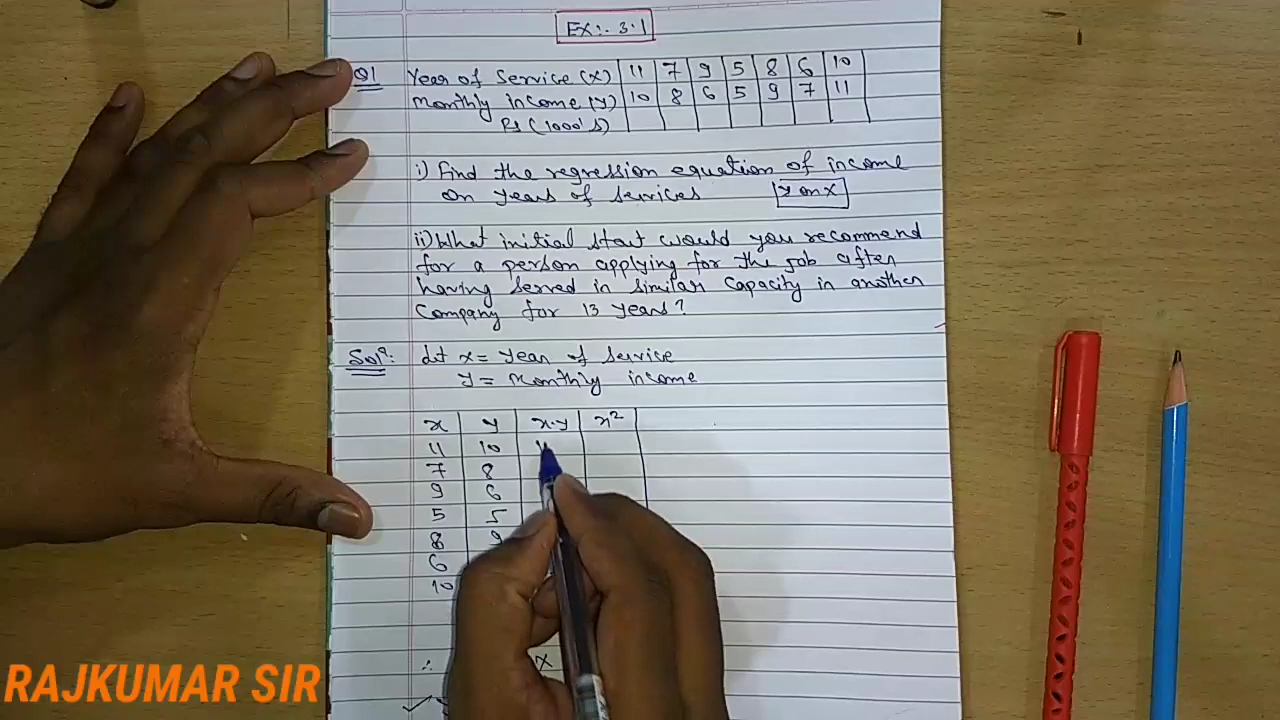 EX:- 3.1
Q1 Year of Service (X) 11 7 9 5 8 6 10
Monthly income (Y) 10 8 6 5 9 7 11
Rs (1000's)
i) Find the regression equation of income
on years of services Y on X
ii) What initial start would you recommend
for a person applying for the job after
having served in similar capacity in another
Company for 13 years?
Soln: Let x = Year of service
y = Monthly income
x y x.y x²
11 10
7 8
9 6
5 5
8 9
6
10
∴ X
RAJKUMAR SIR